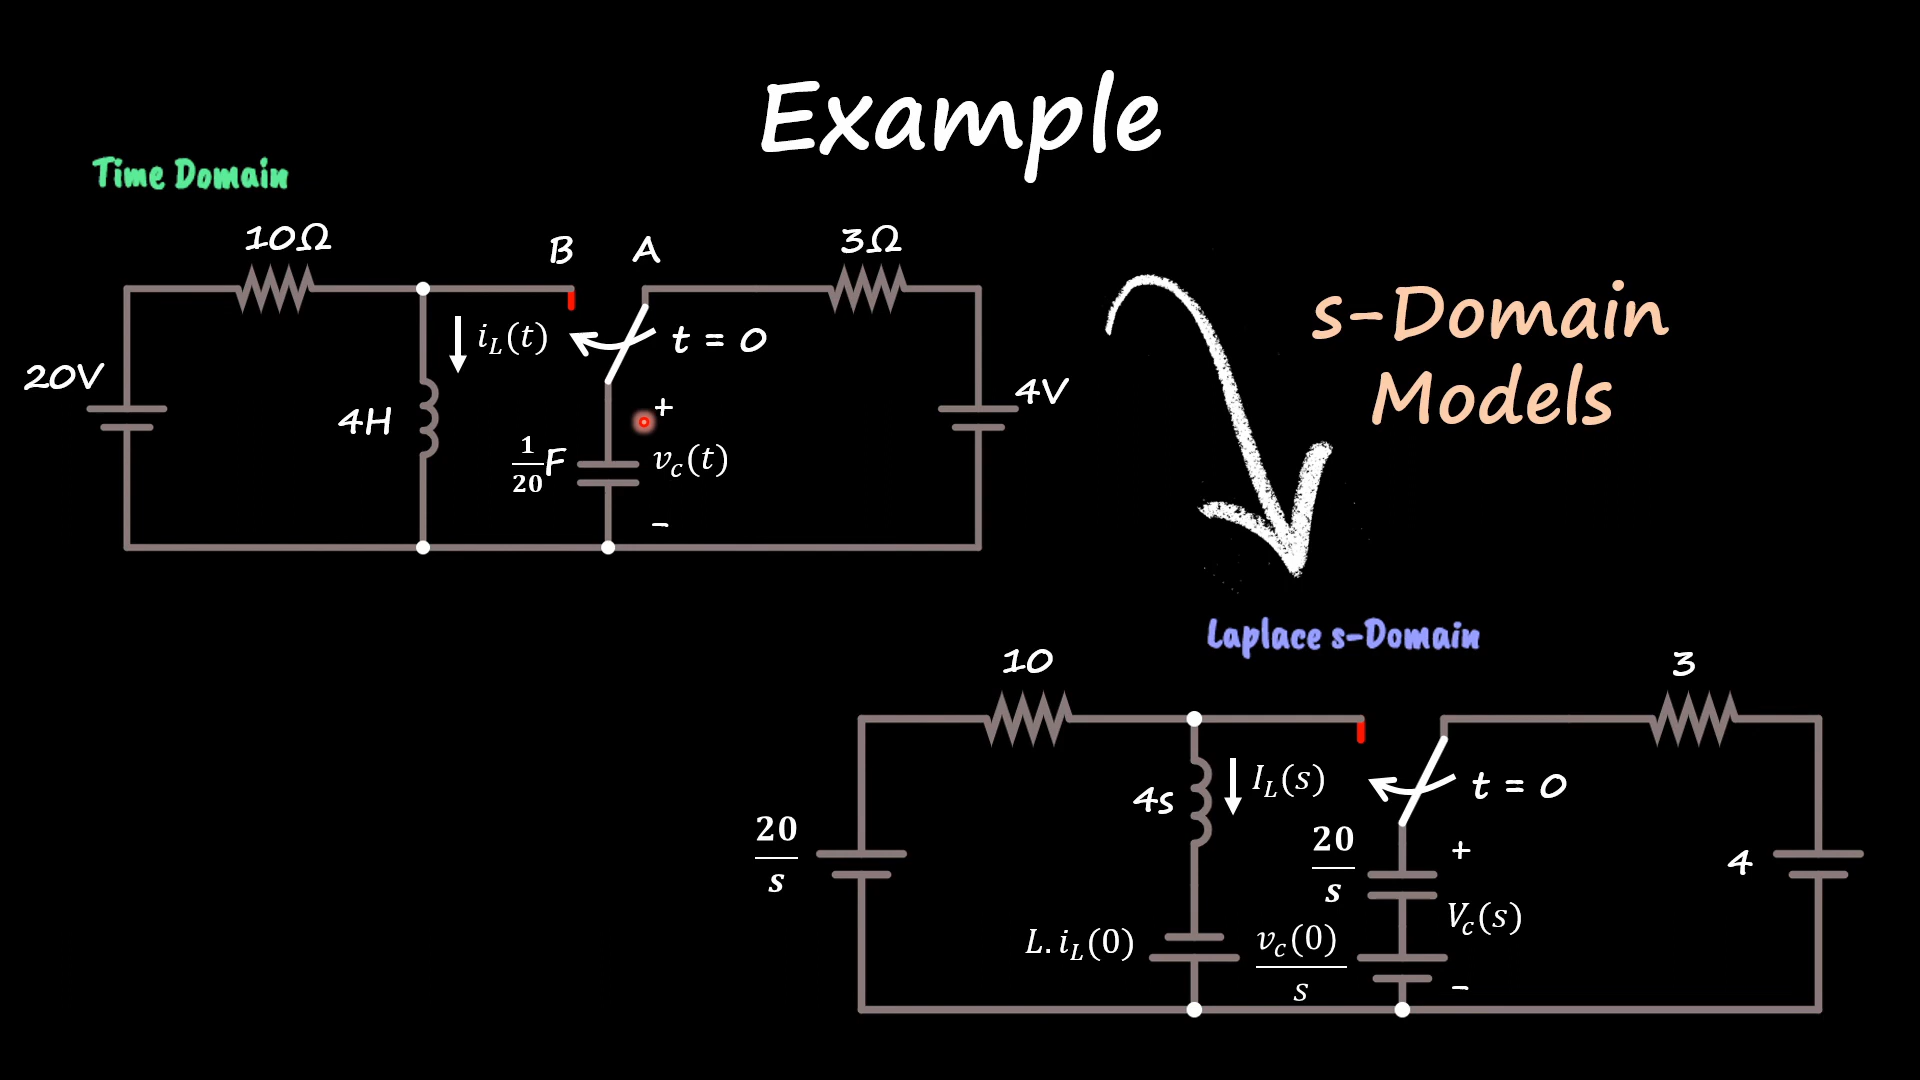 Example
Time Domain
10Ω
B
A
3Ω
i_L(t)
t = 0
20V
4H
+
4V
1/20 F
v_c(t)
-
s-Domain
Models
Laplace s-Domain
10
3
4s
I_L(s)
t = 0
20/s
20/s
+
4
V_c(s)
L.i_L(0)
v_c(0)/s
-